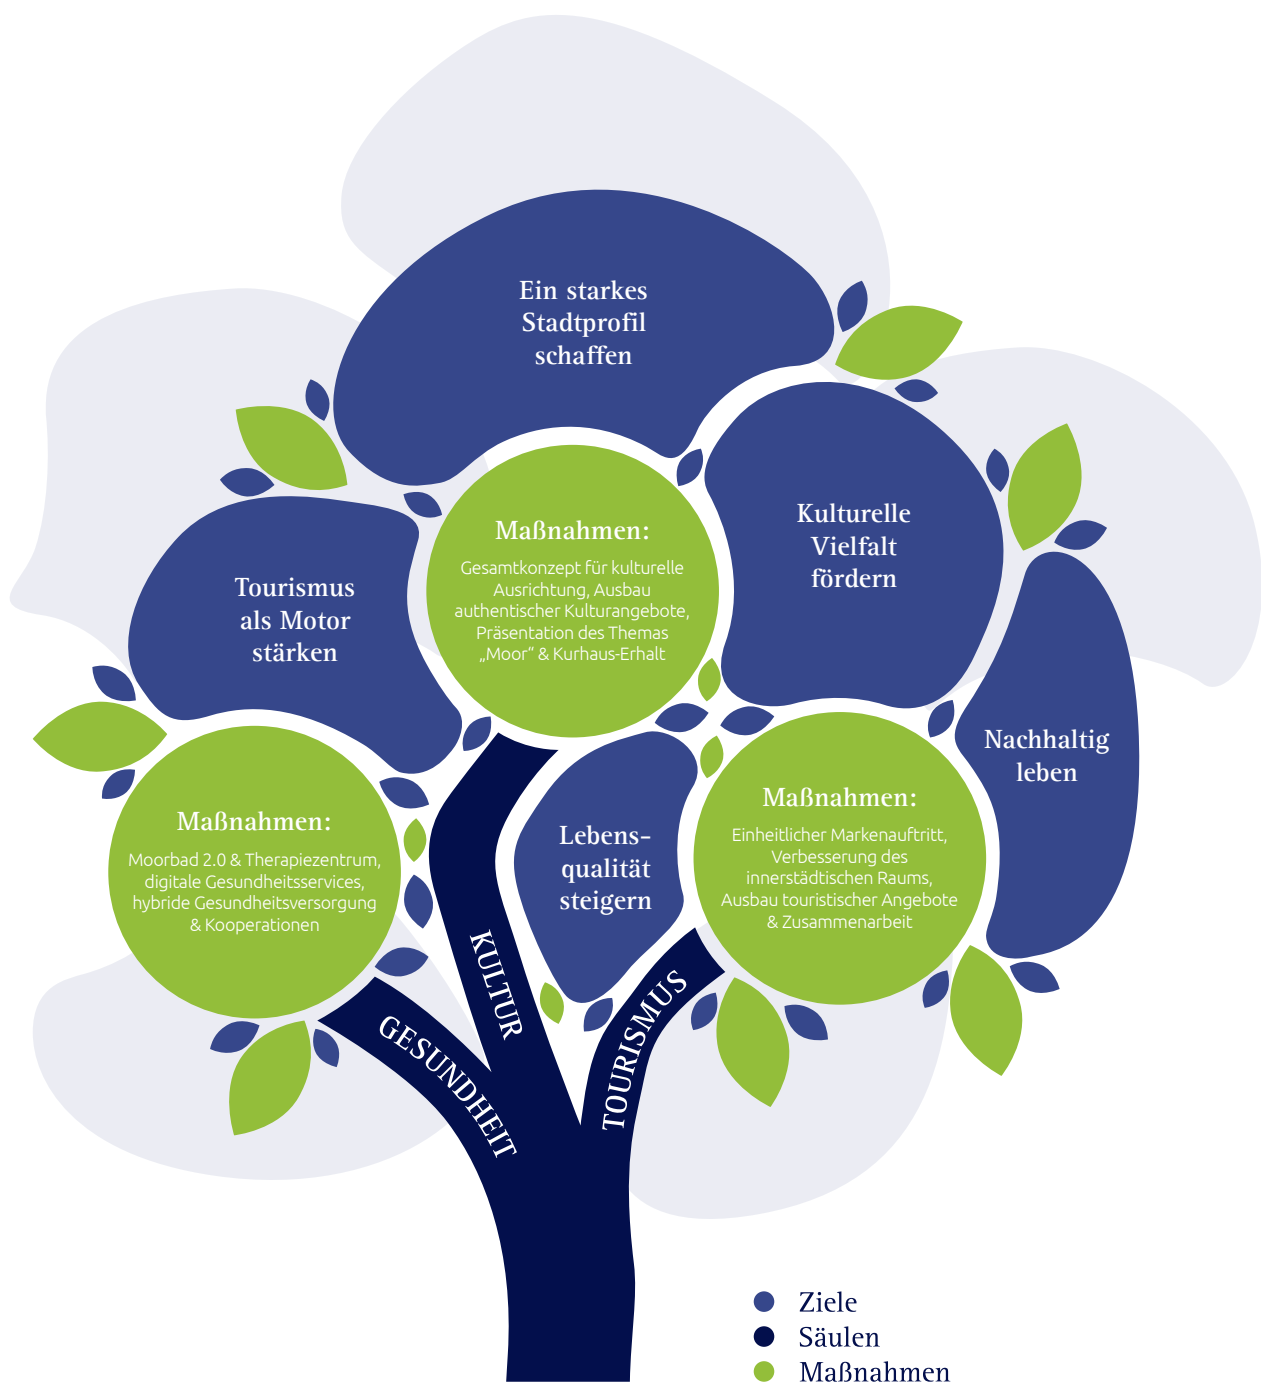 Ein starkes
Stadtprofil
schaffen
Kulturelle
Vielfalt
fördern
Maßnahmen:
Gesamtkonzept für kulturelle
Ausrichtung, Ausbau
authentischer Kulturangebote,
Präsentation des Themas
„Moor“ & Kurhaus-Erhalt
Tourismus
als Motor
stärken
Nachhaltig
leben
Maßnahmen:
Moorbad 2.0 & Therapiezentrum,
digitale Gesundheitsservices,
hybride Gesundheitsversorgung
& Kooperationen
Lebens-
qualität
steigern
Maßnahmen:
Einheitlicher Markenauftritt,
Verbesserung des
innerstädtischen Raums,
Ausbau touristischer Angebote
& Zusammenarbeit
GESUNDHEIT
KULTUR
TOURISMUS
Ziele
Säulen
Maßnahmen